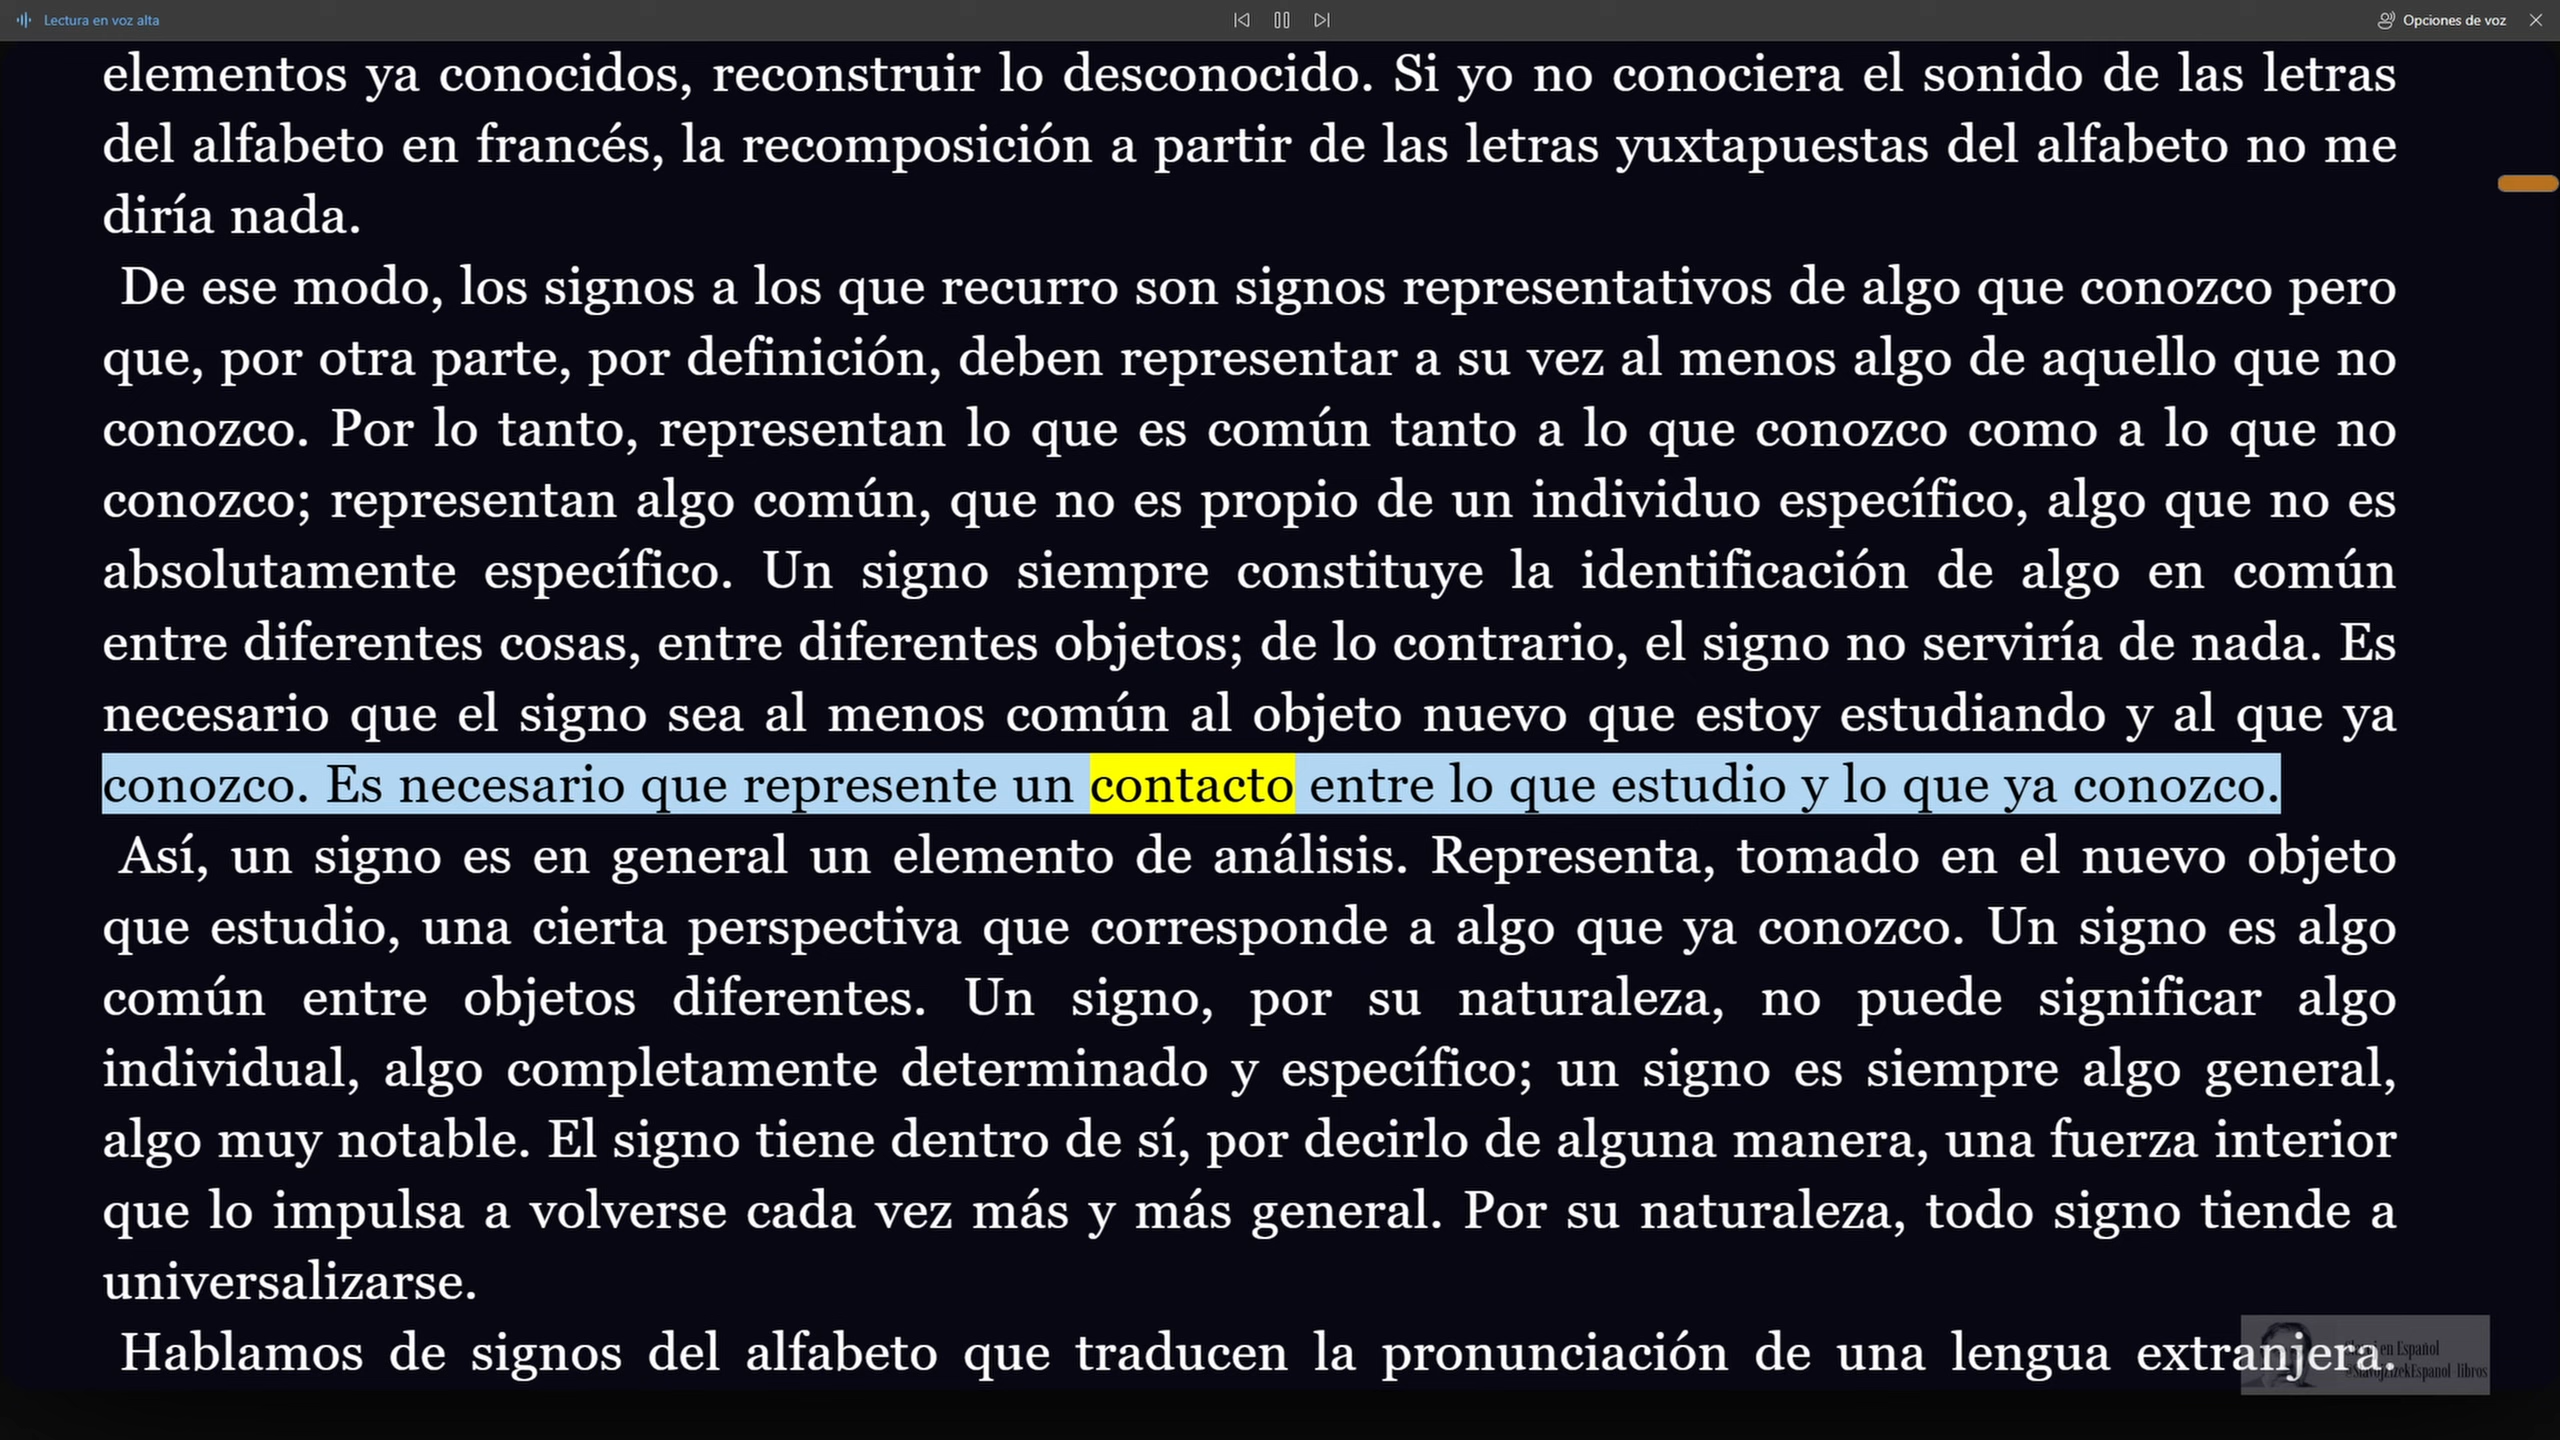 Lectura en voz alta
Opciones de voz
elementos ya conocidos, reconstruir lo desconocido. Si yo no conociera el sonido de las letras
del alfabeto en francés, la recomposición a partir de las letras yuxtapuestas del alfabeto no me
diría nada.
De ese modo, los signos a los que recurro son signos representativos de algo que conozco pero
que, por otra parte, por definición, deben representar a su vez al menos algo de aquello que no
conozco. Por lo tanto, representan lo que es común tanto a lo que conozco como a lo que no
conozco; representan algo común, que no es propio de un individuo específico, algo que no es
absolutamente específico. Un signo siempre constituye la identificación de algo en común
entre diferentes cosas, entre diferentes objetos; de lo contrario, el signo no serviría de nada. Es
necesario que el signo sea al menos común al objeto nuevo que estoy estudiando y al que ya
conozco. Es necesario que represente un contacto entre lo que estudio y lo que ya conozco.
Así, un signo es en general un elemento de análisis. Representa, tomado en el nuevo objeto
que estudio, una cierta perspectiva que corresponde a algo que ya conozco. Un signo es algo
común entre objetos diferentes. Un signo, por su naturaleza, no puede significar algo
individual, algo completamente determinado y específico; un signo es siempre algo general,
algo muy notable. El signo tiene dentro de sí, por decirlo de alguna manera, una fuerza interior
que lo impulsa a volverse cada vez más y más general. Por su naturaleza, todo signo tiende a
universalizarse.
Hablamos de signos del alfabeto que traducen la pronunciación de una lengua extranjera.
en Español